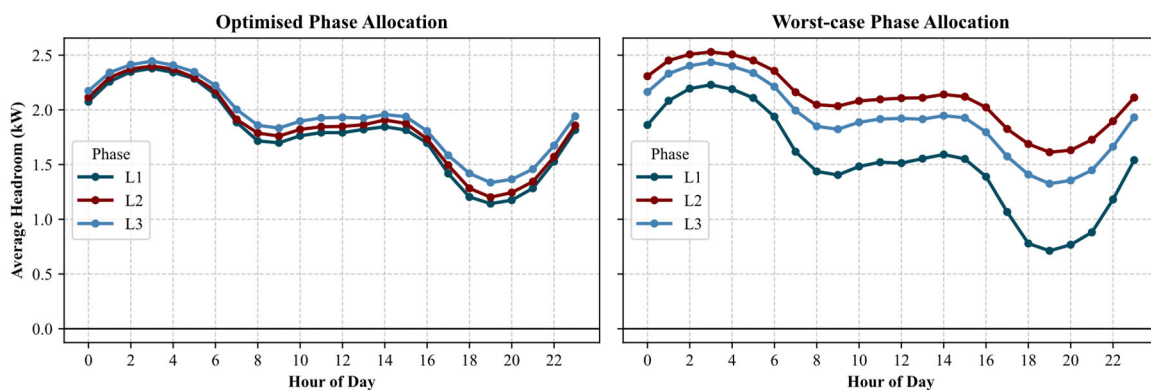 Optimised Phase Allocation
Worst-case Phase Allocation
Average Headroom (kW)
2.5
2.0
1.5
1.0
0.5
0.0
Phase
L1
L2
L3
Phase
L1
L2
L3
0 2 4 6 8 10 12 14 16 18 20 22
0 2 4 6 8 10 12 14 16 18 20 22
Hour of Day
Hour of Day